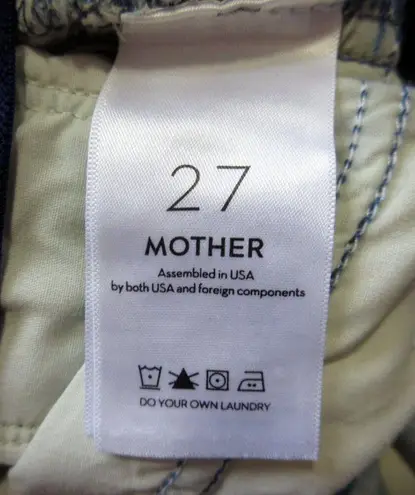 27
MOTHER
Assembled in USA
by both USA and foreign components
DO YOUR OWN LAUNDRY